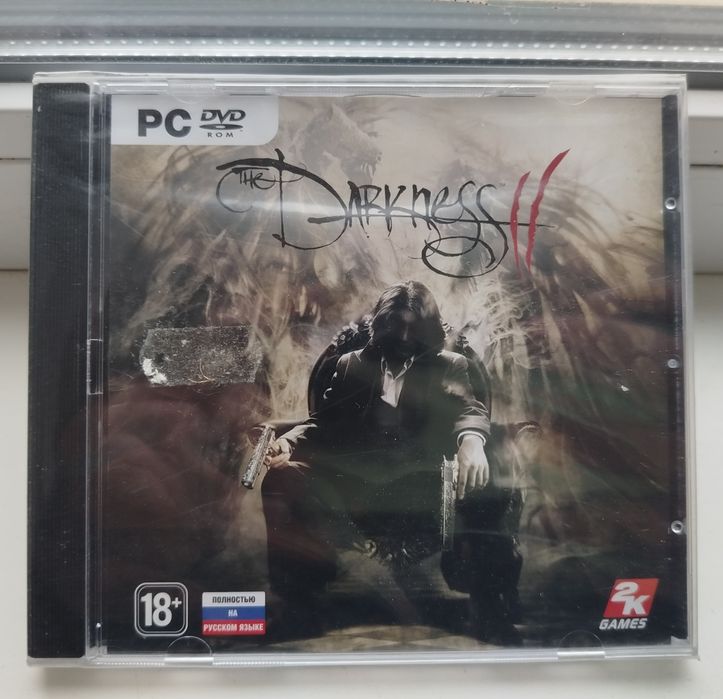 PC DVD
ROM
THE DARKNESS II
18+
ПОЛНОСТЬЮ
НА
РУССКОМ ЯЗЫКЕ
2K
GAMES